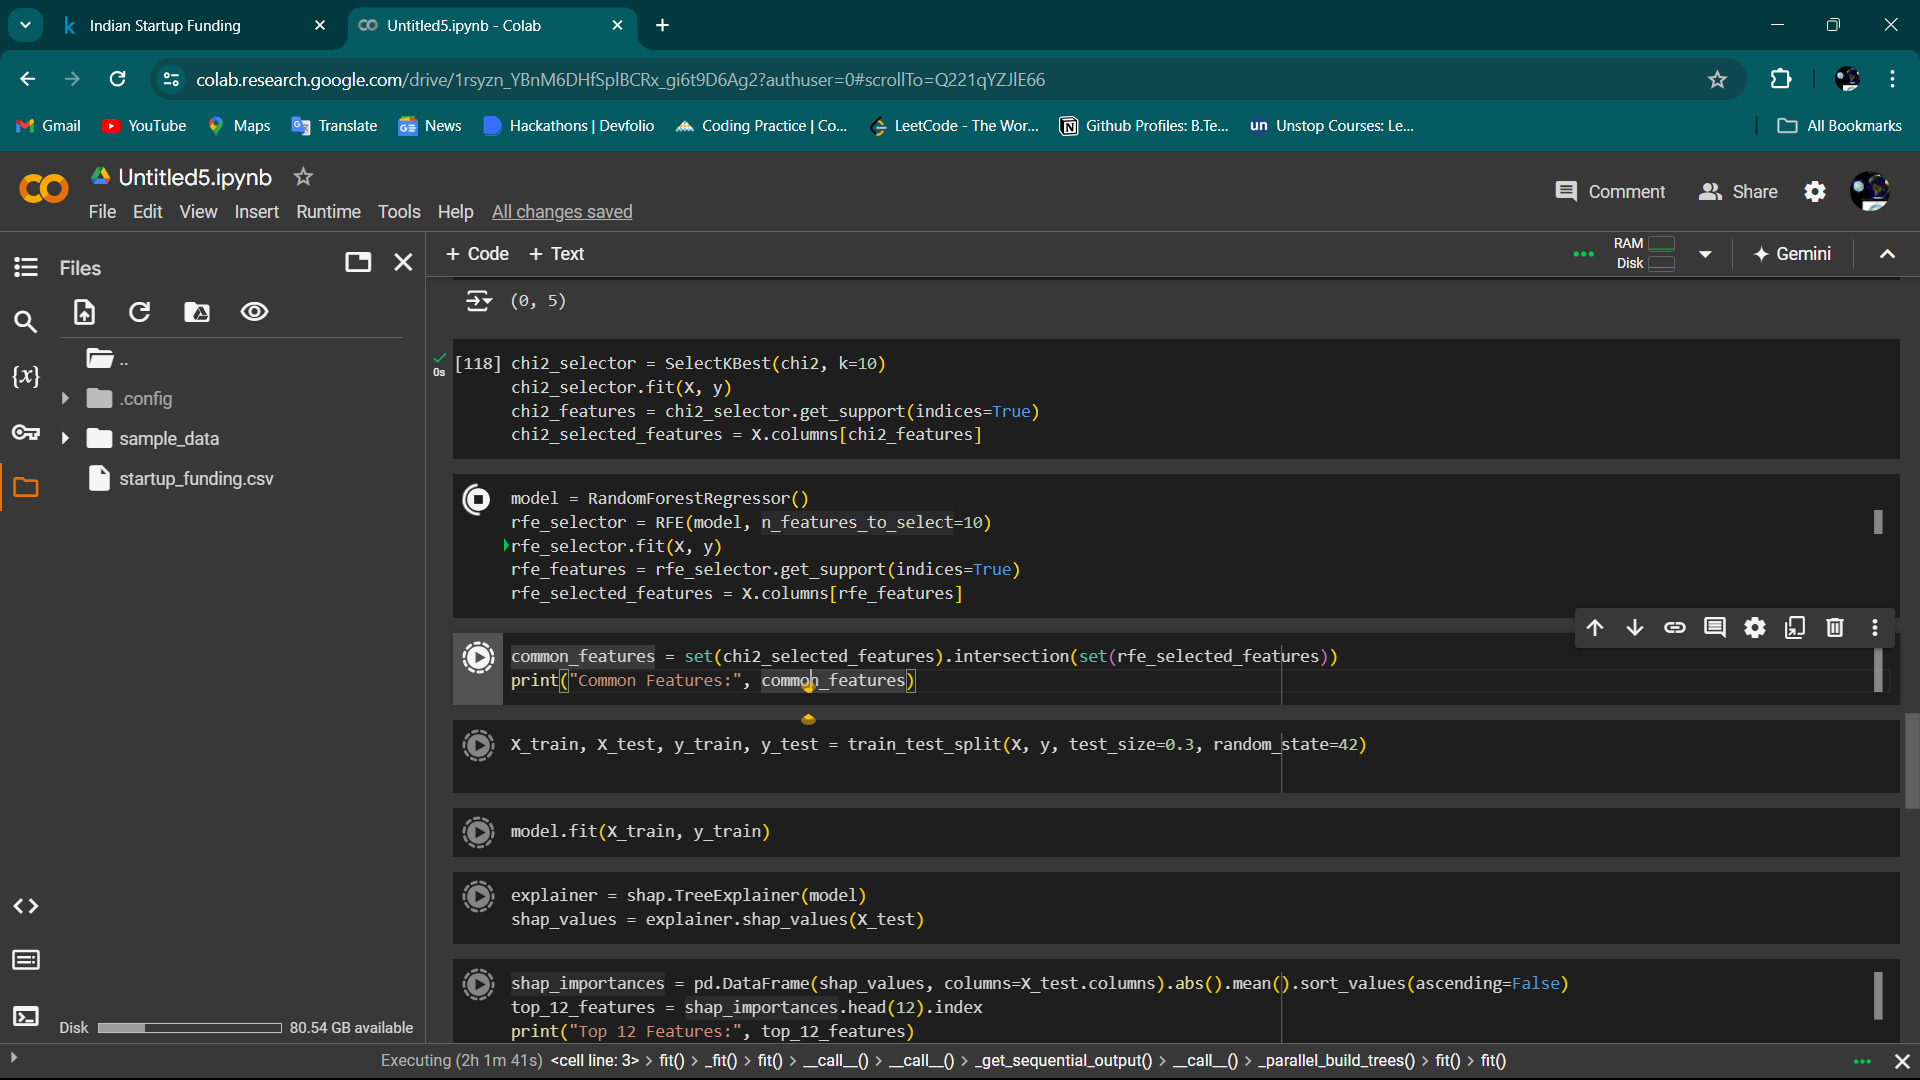 Indian Startup Funding
Untitled5.ipynb - Colab
colab.research.google.com/drive/1rsyzn_YBnM6DHfSplBCRx_gi6t9D6Ag2?authuser=0#scrollTo=Q221qYZJlE66
Gmail YouTube Maps Translate News Hackathons | Devfolio Coding Practice | Co... LeetCode - The Wor... Github Profiles: B.Te... un Unstop Courses: Le... All Bookmarks
Untitled5.ipynb
Comment Share
File Edit View Insert Runtime Tools Help All changes saved
Files
+ Code + Text
RAM
Disk
Gemini
..
.config
sample_data
startup_funding.csv
{x}
(0, 5)
0s
[118] chi2_selector = SelectKBest(chi2, k=10)
chi2_selector.fit(X, y)
chi2_features = chi2_selector.get_support(indices=True)
chi2_selected_features = X.columns[chi2_features]
model = RandomForestRegressor()
rfe_selector = RFE(model, n_features_to_select=10)
rfe_selector.fit(X, y)
rfe_features = rfe_selector.get_support(indices=True)
rfe_selected_features = X.columns[rfe_features]
common_features = set(chi2_selected_features).intersection(set(rfe_selected_features))
print("Common Features:", common_features)
X_train, X_test, y_train, y_test = train_test_split(X, y, test_size=0.3, random_state=42)
model.fit(X_train, y_train)
explainer = shap.TreeExplainer(model)
shap_values = explainer.shap_values(X_test)
shap_importances = pd.DataFrame(shap_values, columns=X_test.columns).abs().mean().sort_values(ascending=False)
top_12_features = shap_importances.head(12).index
print("Top 12 Features:", top_12_features)
Disk 80.54 GB available
Executing (2h 1m 41s) <cell line: 3> > fit() > _fit() > fit() > __call__() > __call__() > _get_sequential_output() > __call__() > _parallel_build_trees() > fit() > fit()